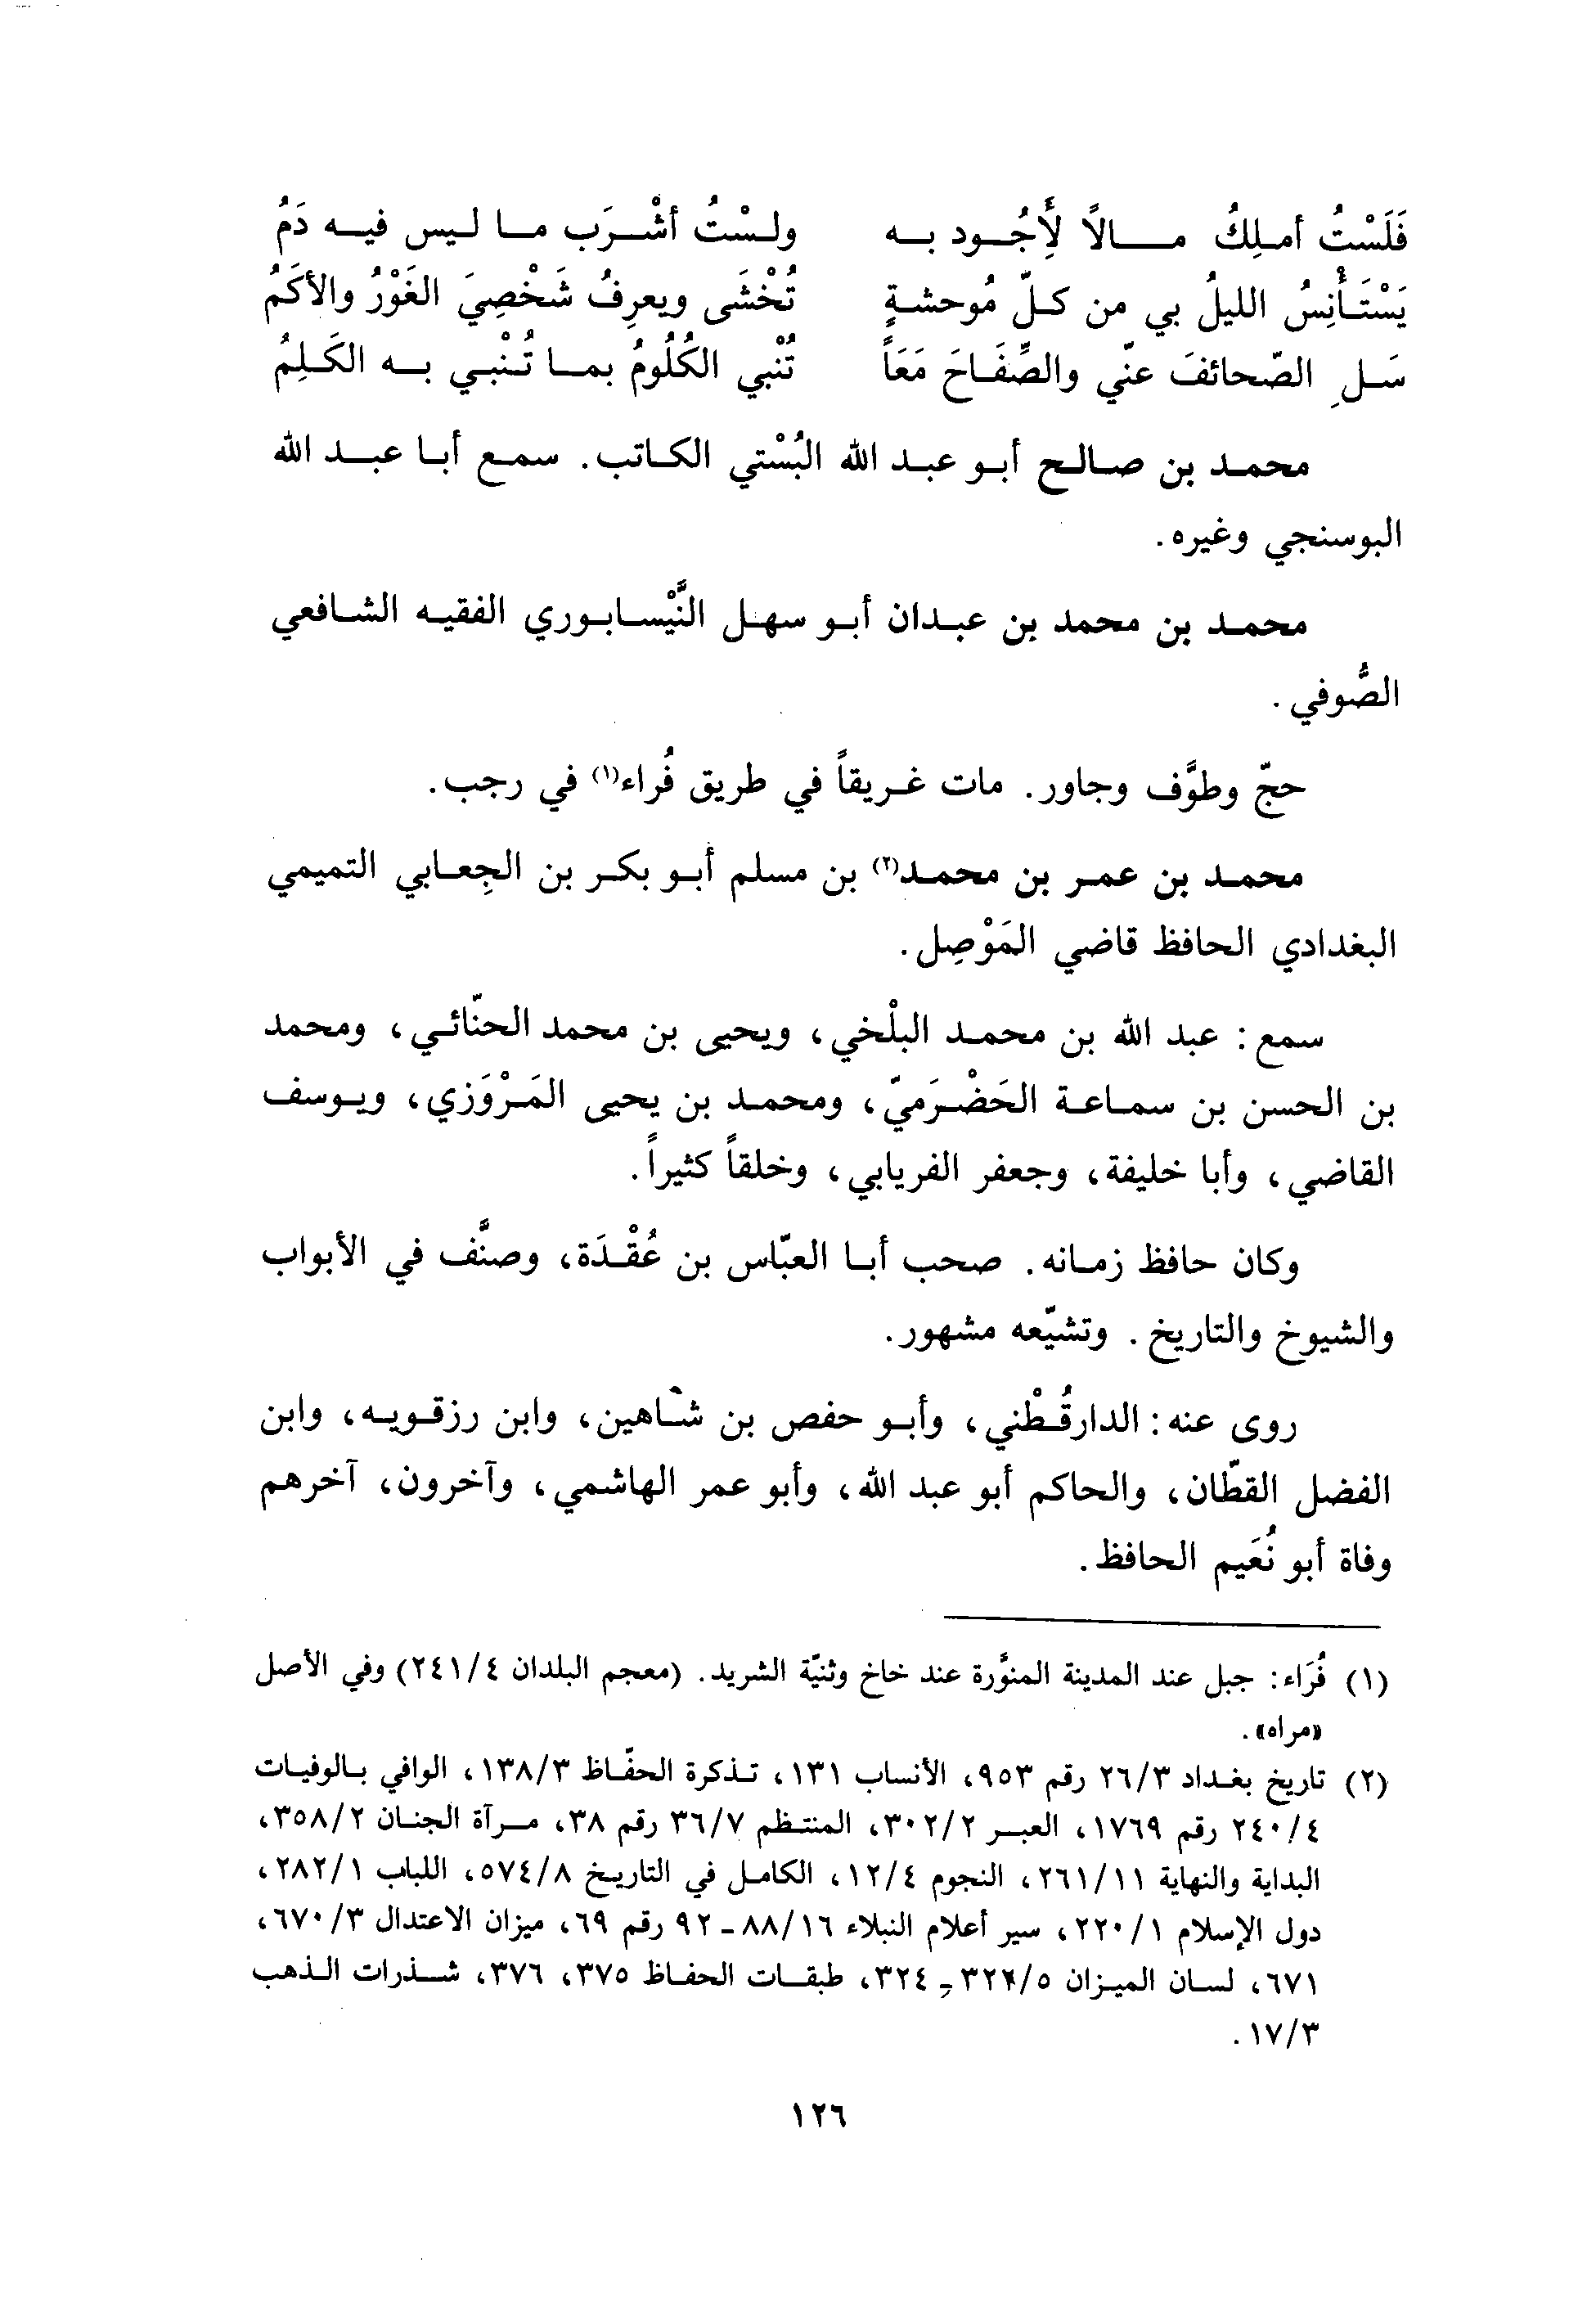 فَلَسْتُ أملِكُ مالاً لأَجُود به ولسْتُ أشْرَب ما ليس فيه دَمُ
يَسْتَأْنِسُ الليلُ بي من كلّ مُوحشةٍ تُخْشَى ويعرِفُ شَخْصِيَ الغَوْرُ والأكَمُ
سَلِ الصّحائفَ عنّي والصِّفَاحَ مَعَاً تُنْبي الكُلُومُ بما تُنْبي به الكَلِمُ
محمد بن صالح أبو عبد الله البُسْتي الكاتب. سمع أبا عبد الله
البوسنجي وغيره.
محمد بن محمد بن عبدان أبو سهل النَّيْسابوري الفقيه الشافعي
الصُّوفي.
حجّ وطوَّف وجاور. مات غريقاً في طريق فُراء(١) في رجب.
محمد بن عمر بن محمد(٢) بن مسلم أبو بكر بن الجِعابي التميمي
البغدادي الحافظ قاضي المَوْصِل.
سمع: عبد الله بن محمد البلْخي، ويحيى بن محمد الحنّائي، ومحمد
بن الحسن بن سماعة الحَضْرَميّ، ومحمد بن يحيى المَرْوَزي، ويوسف
القاضي، وأبا خليفة، وجعفر الفريابي، وخلقاً كثيراً.
وكان حافظ زمانه. صحب أبا العبّاس بن عُقْدَة، وصنَّف في الأبواب
والشيوخ والتاريخ. وتشيّعه مشهور.
روى عنه: الدارقُطْني، وأبو حفص بن شاهين، وابن رزقويه، وابن
الفضل القطّان، والحاكم أبو عبد الله، وأبو عمر الهاشمي، وآخرون، آخرهم
وفاة أبو نُعَيم الحافظ.
(١) فُرَاء: جبل عند المدينة المنوَّرة عند خاخ وثنيّة الشريد. (معجم البلدان ٢٤١/٤) وفي الأصل
«مراه».
(٢) تاريخ بغداد ٢٦/٣ رقم ٩٥٣، الأنساب ١٣١، تذكرة الحفّاظ ١٣٨/٣، الوافي بالوفيات
٢٤٠/٤ رقم ١٧٦٩، العبر ٣٠٢/٢، المنتظم ٣٦/٧ رقم ٣٨، مرآة الجنان ٣٥٨/٢،
البداية والنهاية ٢٦١/١١، النجوم ١٢/٤، الكامل في التاريخ ٥٧٤/٨، اللباب ٢٨٢/١،
دول الإسلام ٢٢٠/١، سير أعلام النبلاء ٨٨/١٦ـ ٩٢ رقم ٦٩، ميزان الاعتدال ٦٧٠/٣،
٦٧١، لسان الميزان ٣٢٢/٥ـ ٣٢٤، طبقات الحفاظ ٣٧٥، ٣٧٦، شذرات الذهب
١٧/٣.
١٢٦